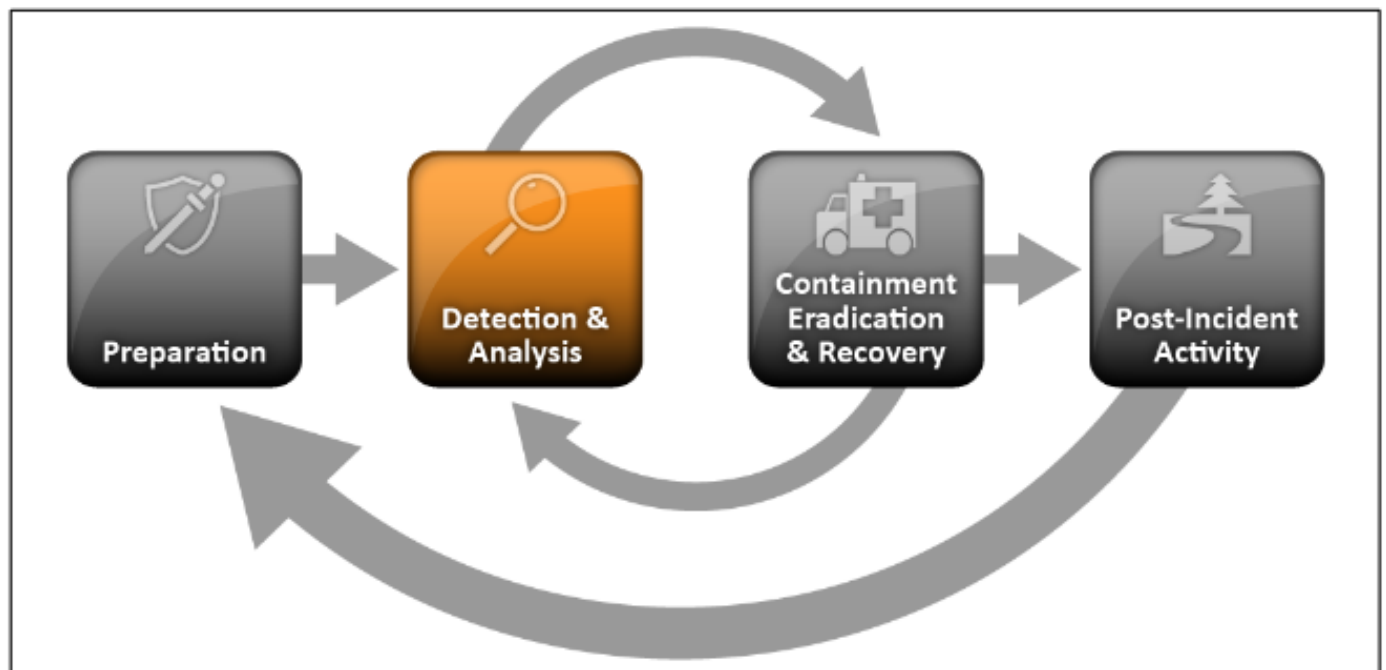 Preparation
Detection &
Analysis
Containment
Eradication
& Recovery
Post-Incident
Activity